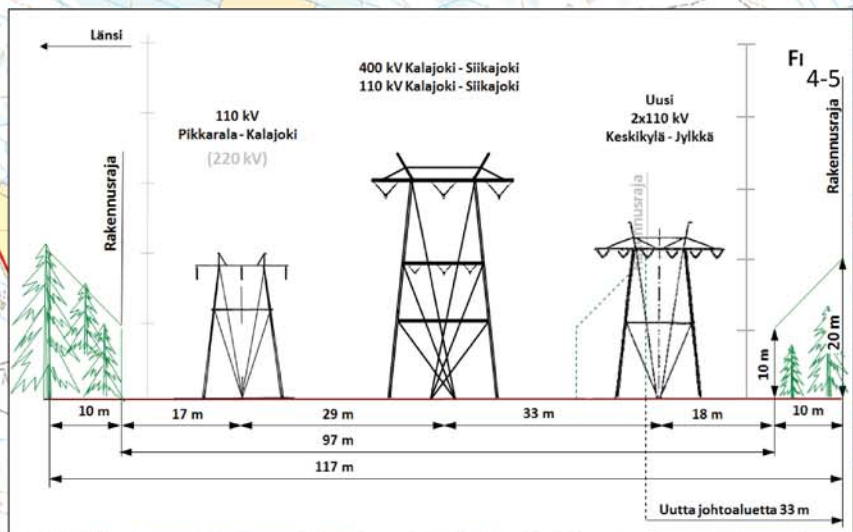 Länsi
400 kV Kalajoki - Siikajoki
110 kV Kalajoki - Siikajoki
110 kV
Pikkarala - Kalajoki
(220 kV)
Uusi
2x110 kV
Keskikylä - Jylkkä
FI
4-5
Rakennusraja
Rakennusraja
10 m
20 m
10 m
17 m
29 m
33 m
18 m
10 m
97 m
117 m
Uutta johtoaluetta 33 m